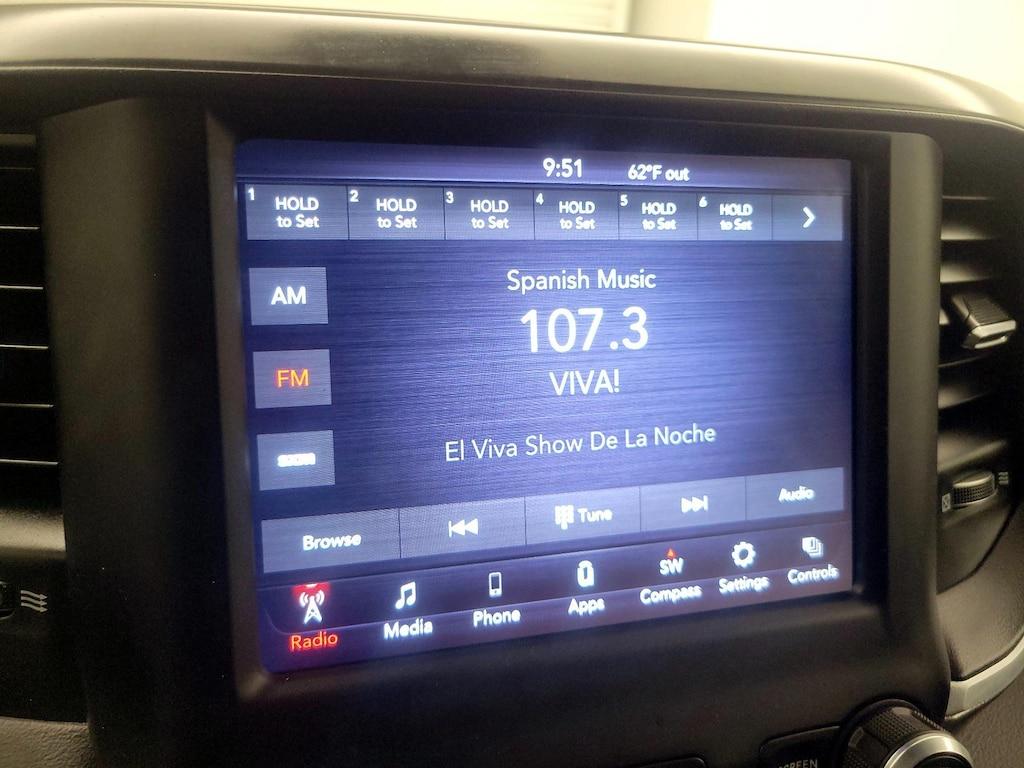 9:51 62°F out
1 HOLD to Set 2 HOLD to Set 3 HOLD to Set 4 HOLD to Set 5 HOLD to Set 6 HOLD to Set
Spanish Music
AM
107.3
FM
VIVA!
El Viva Show De La Noche
Browse Tune Audio
SW
Radio Media Phone Apps Compass Settings Controls